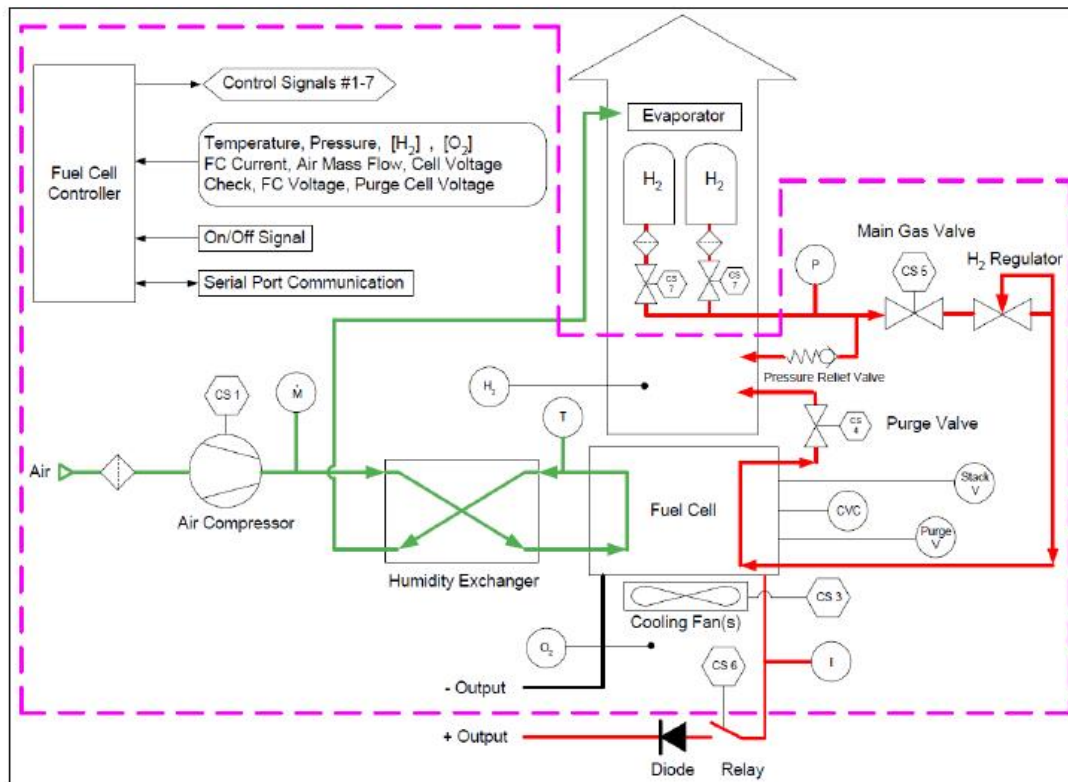 Fuel Cell
Controller
Control Signals #1-7
Temperature, Pressure, [H2] , [O2]
FC Current, Air Mass Flow, Cell Voltage
Check, FC Voltage, Purge Cell Voltage
On/Off Signal
Serial Port Communication
Evaporator
H2
H2
CS
7
CS
7
P
Main Gas Valve
CS 5
H2 Regulator
Pressure Relief Valve
H2
CS
4
Purge Valve
Air
CS 1
Ṁ
Air Compressor
T
Humidity Exchanger
Fuel Cell
Stack
V
CVC
Purge
V
Cooling Fan(s)
CS 3
O2
CS 6
I
- Output
+ Output
Diode
Relay